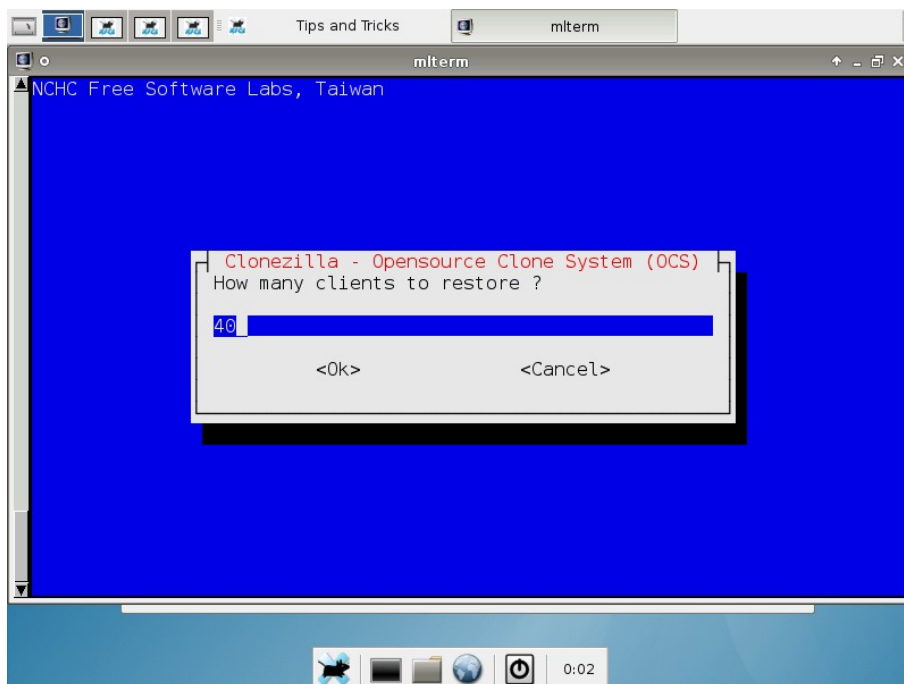 Tips and Tricks
mlterm
mlterm
NCHC Free Software Labs, Taiwan
Clonezilla - Opensource Clone System (OCS)
How many clients to restore ?
40_
<Ok> <Cancel>
0:02